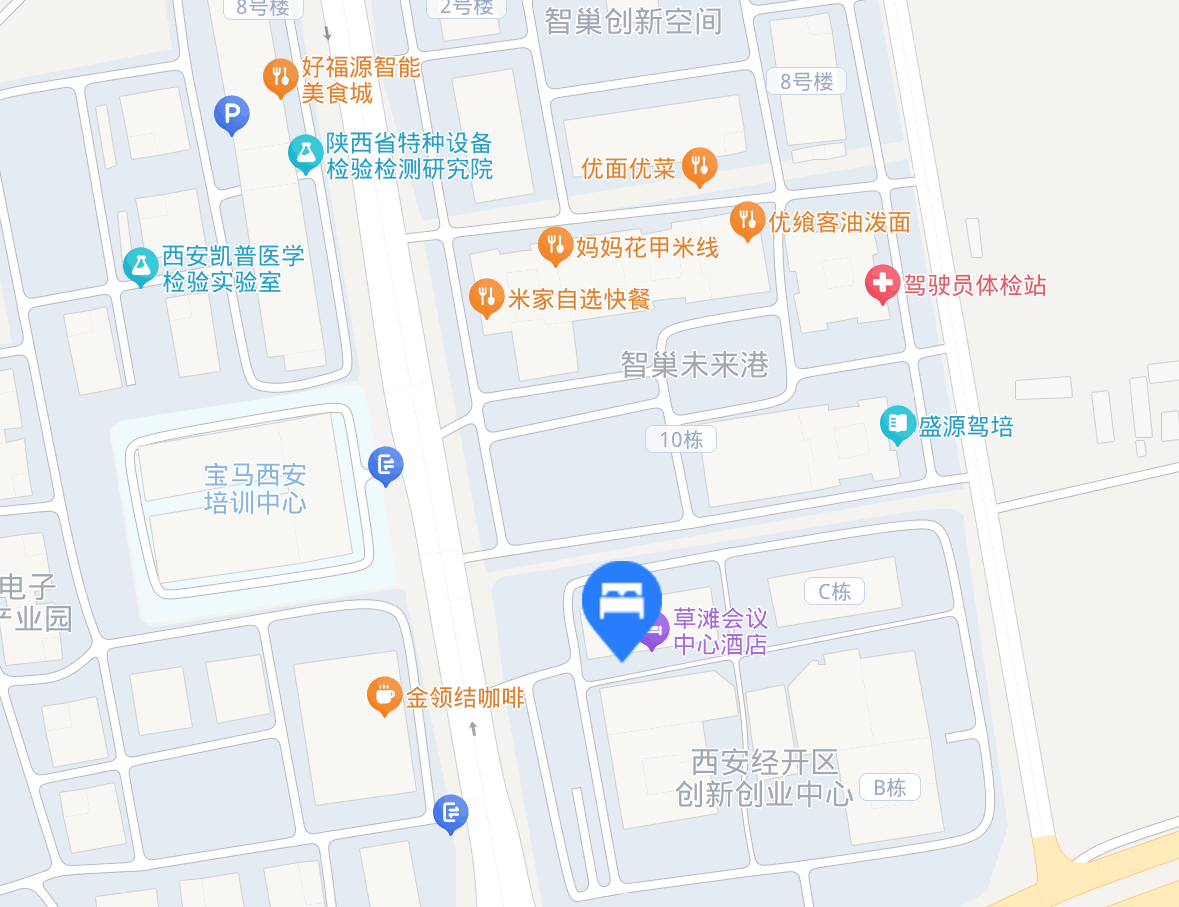 8号楼
2号楼
智巢创新空间
好福源智能
美食城
8号楼
P
陕西省特种设备
检验检测研究院
优面优菜
优飨客油泼面
妈妈花甲米线
西安凯普医学
检验实验室
驾驶员体检站
米家自选快餐
智巢未来港
盛源驾培
10栋
宝马西安
培训中心
电子
产业园
C栋
草滩会议
中心酒店
金领结咖啡
西安经开区
创新创业中心
B栋